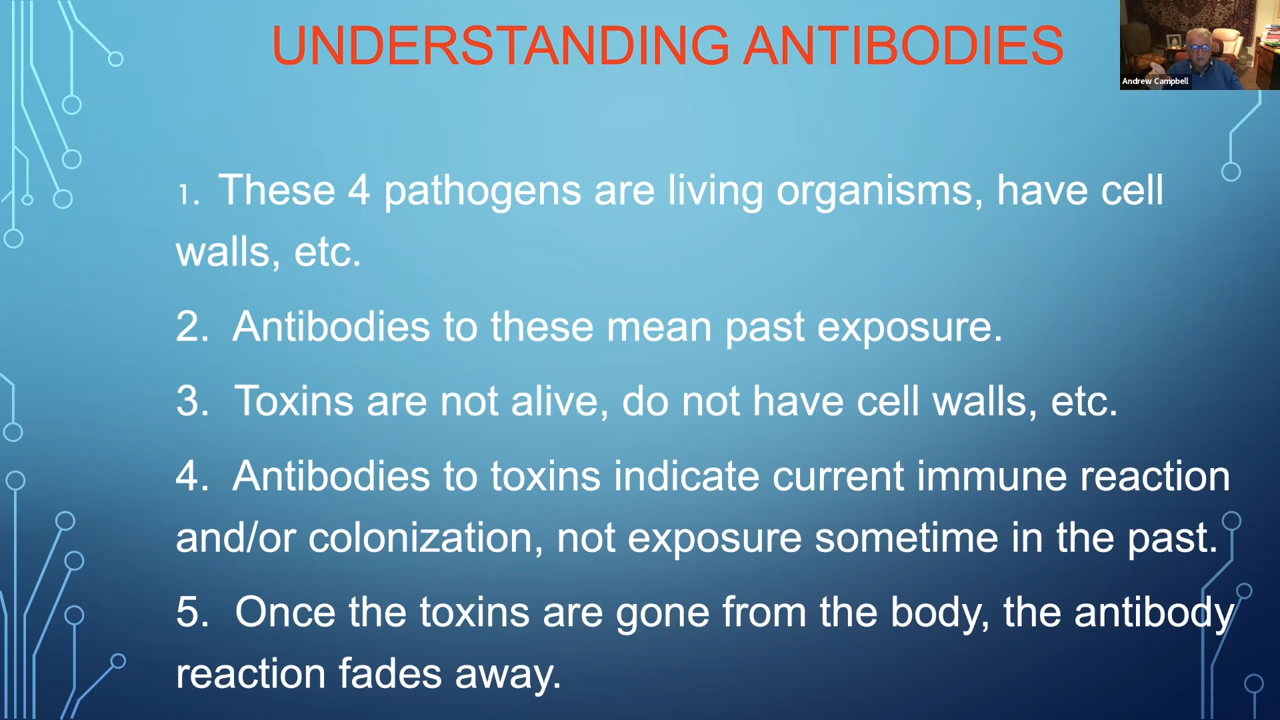 UNDERSTANDING ANTIBODIES
Andrew Campbell
1. These 4 pathogens are living organisms, have cell
walls, etc.
2. Antibodies to these mean past exposure.
3. Toxins are not alive, do not have cell walls, etc.
4. Antibodies to toxins indicate current immune reaction
and/or colonization, not exposure sometime in the past.
5. Once the toxins are gone from the body, the antibody
reaction fades away.